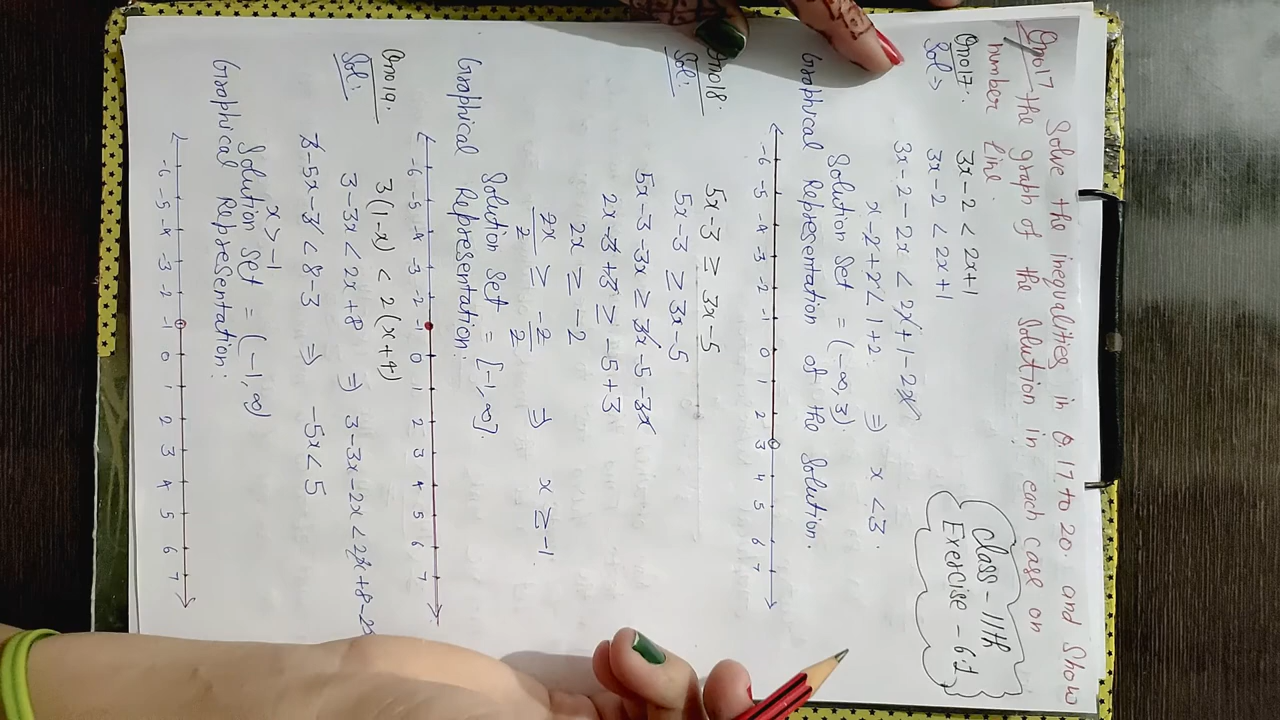 Qno17 Solve the inequalities in Q.17 to 20. and Show
the graph of the Solution in each case on
number line.
Class-11th
Exercise-6.1
Qno17. 3x-2 < 2x+1
Sol⇒ 3x-2 < 2x+1
3x-2-2x < 2x+1-2x
x-2+2 < 1+2 ⇒ x<3.
Solution Set = (-∞,3)
Graphical Representation of the Solution.
-6 -5 -4 -3 -2 -1 0 1 2 3 4 5 6 7
Qno18. 5x-3 ≥ 3x-5
Sol: 5x-3 ≥ 3x-5
5x-3-3x ≥ 3x-5-3x
2x-3+3 ≥ -5+3
2x ≥ -2
2x/2 ≥ -2/2 ⇒ x≥-1.
Solution Set = [-1,∞].
Graphical Representation:
-6 -5 -4 -3 -2 -1 0 1 2 3 4 5 6 7
Qno19. 3(1-x) < 2(x+4)
Sol: 3-3x < 2x+8 ⇒ 3-3x-2x < 2x+8-2x
3-5x-3 < 8-3 ⇒ -5x<5
x>-1
Solution Set = (-1,∞)
Graphical Representation:
-6 -5 -4 -3 -2 -1 0 1 2 3 4 5 6 7